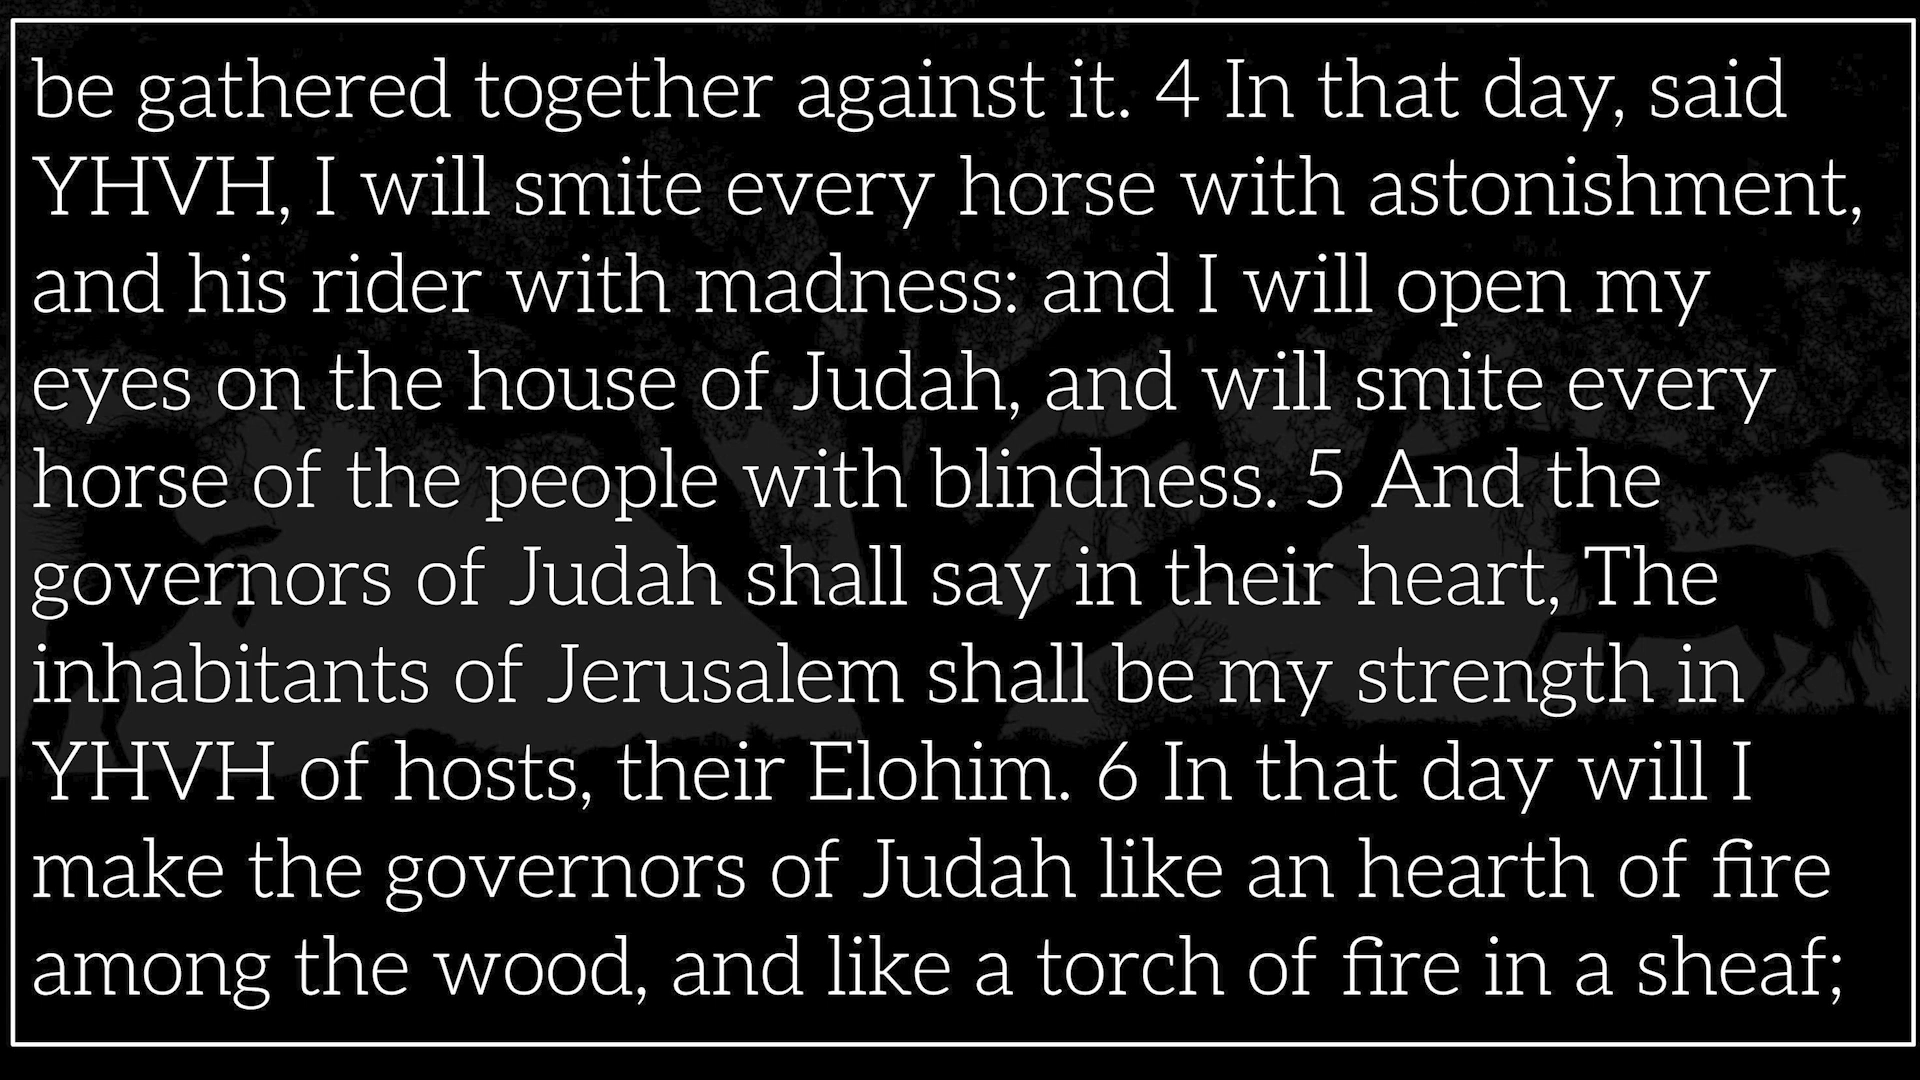 be gathered together against it. 4 In that day, said
YHVH, I will smite every horse with astonishment,
and his rider with madness: and I will open my
eyes on the house of Judah, and will smite every
horse of the people with blindness. 5 And the
governors of Judah shall say in their heart, The
inhabitants of Jerusalem shall be my strength in
YHVH of hosts, their Elohim. 6 In that day will I
make the governors of Judah like an hearth of fire
among the wood, and like a torch of fire in a sheaf;